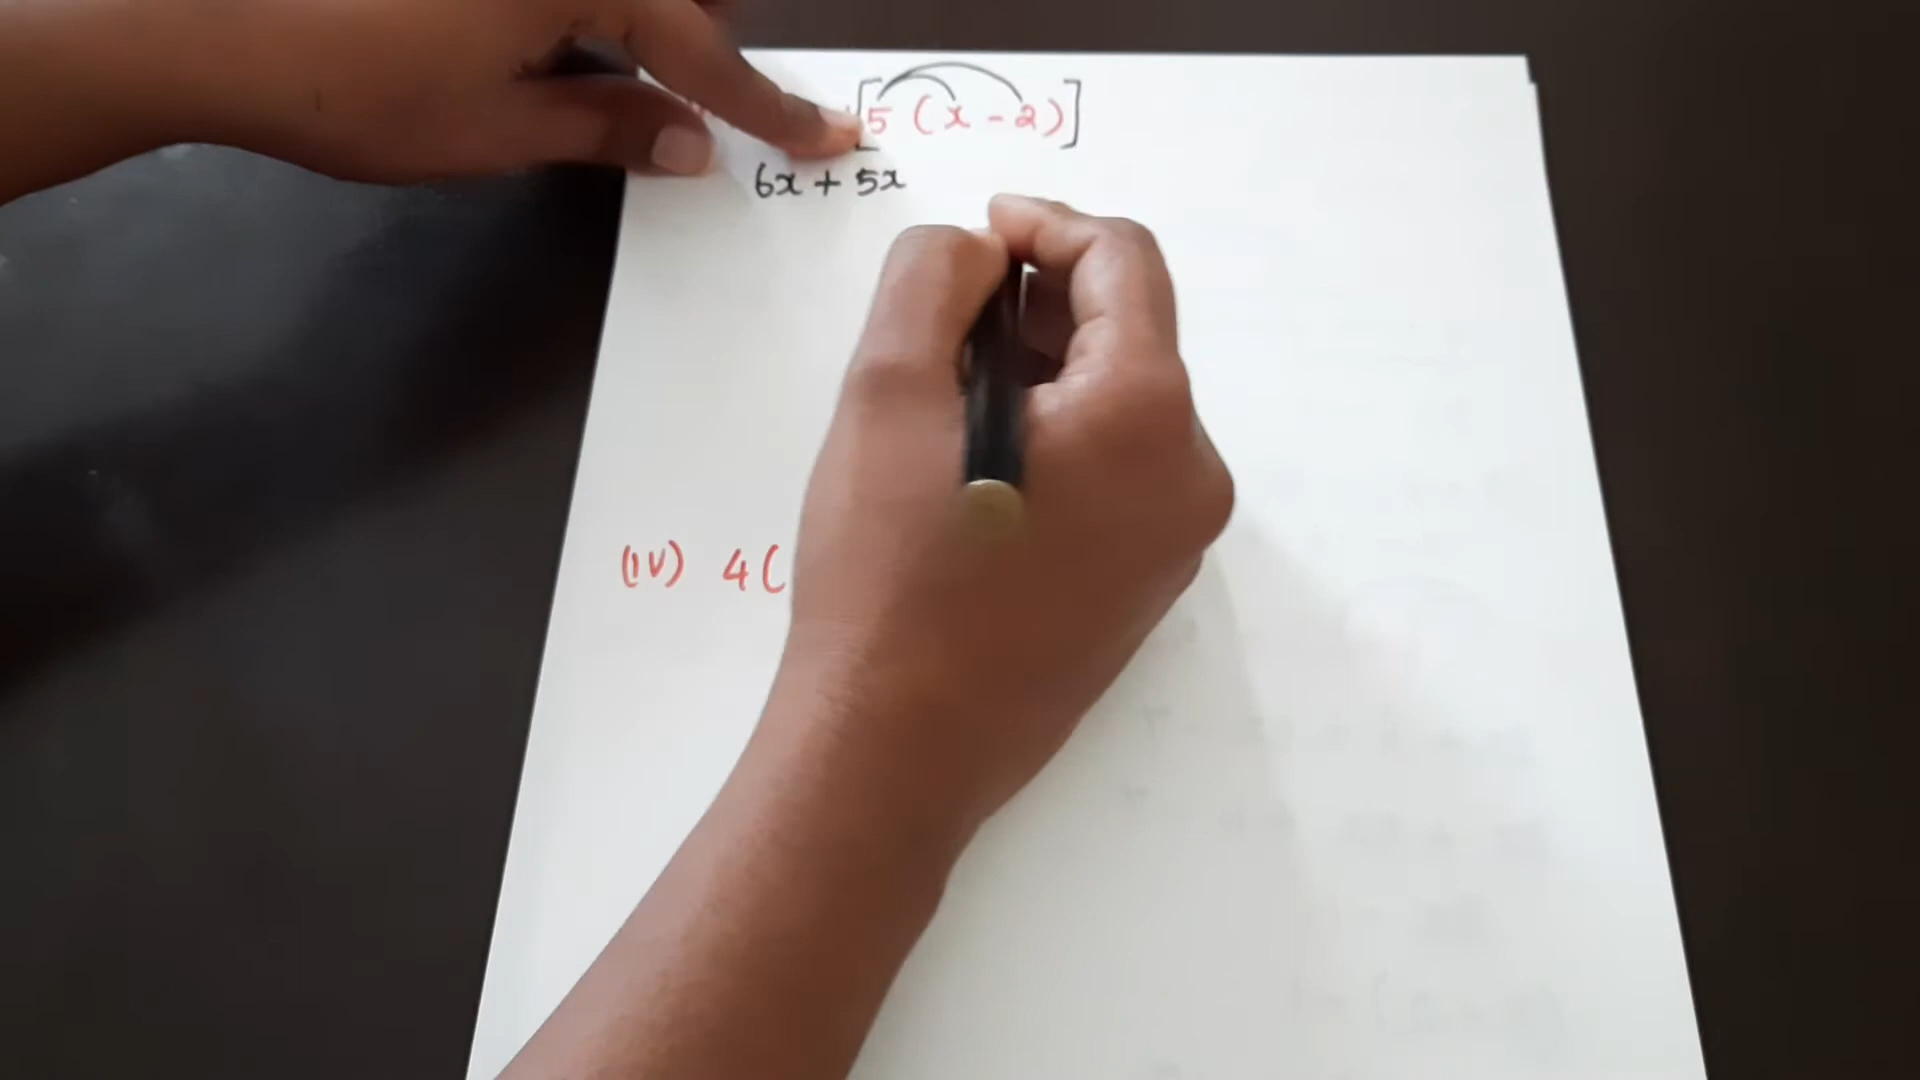 [5 (x - 2)]
6x + 5x
(IV) 4(